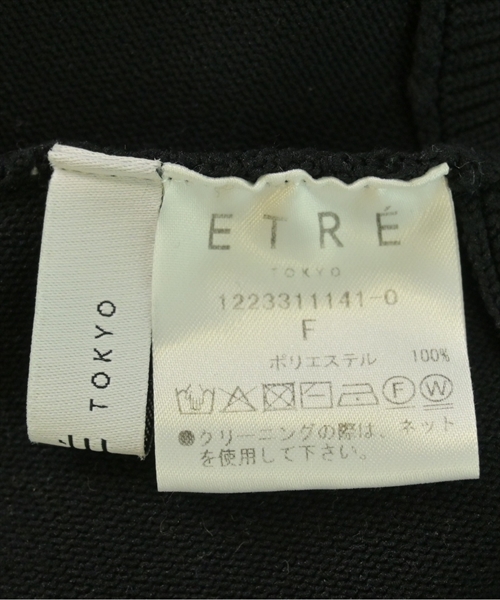 ETRÉ
TOKYO
1223311141-0
F
ポリエステル 100%
F W
●クリーニングの際は、ネット
を使用して下さい。
É TOKYO